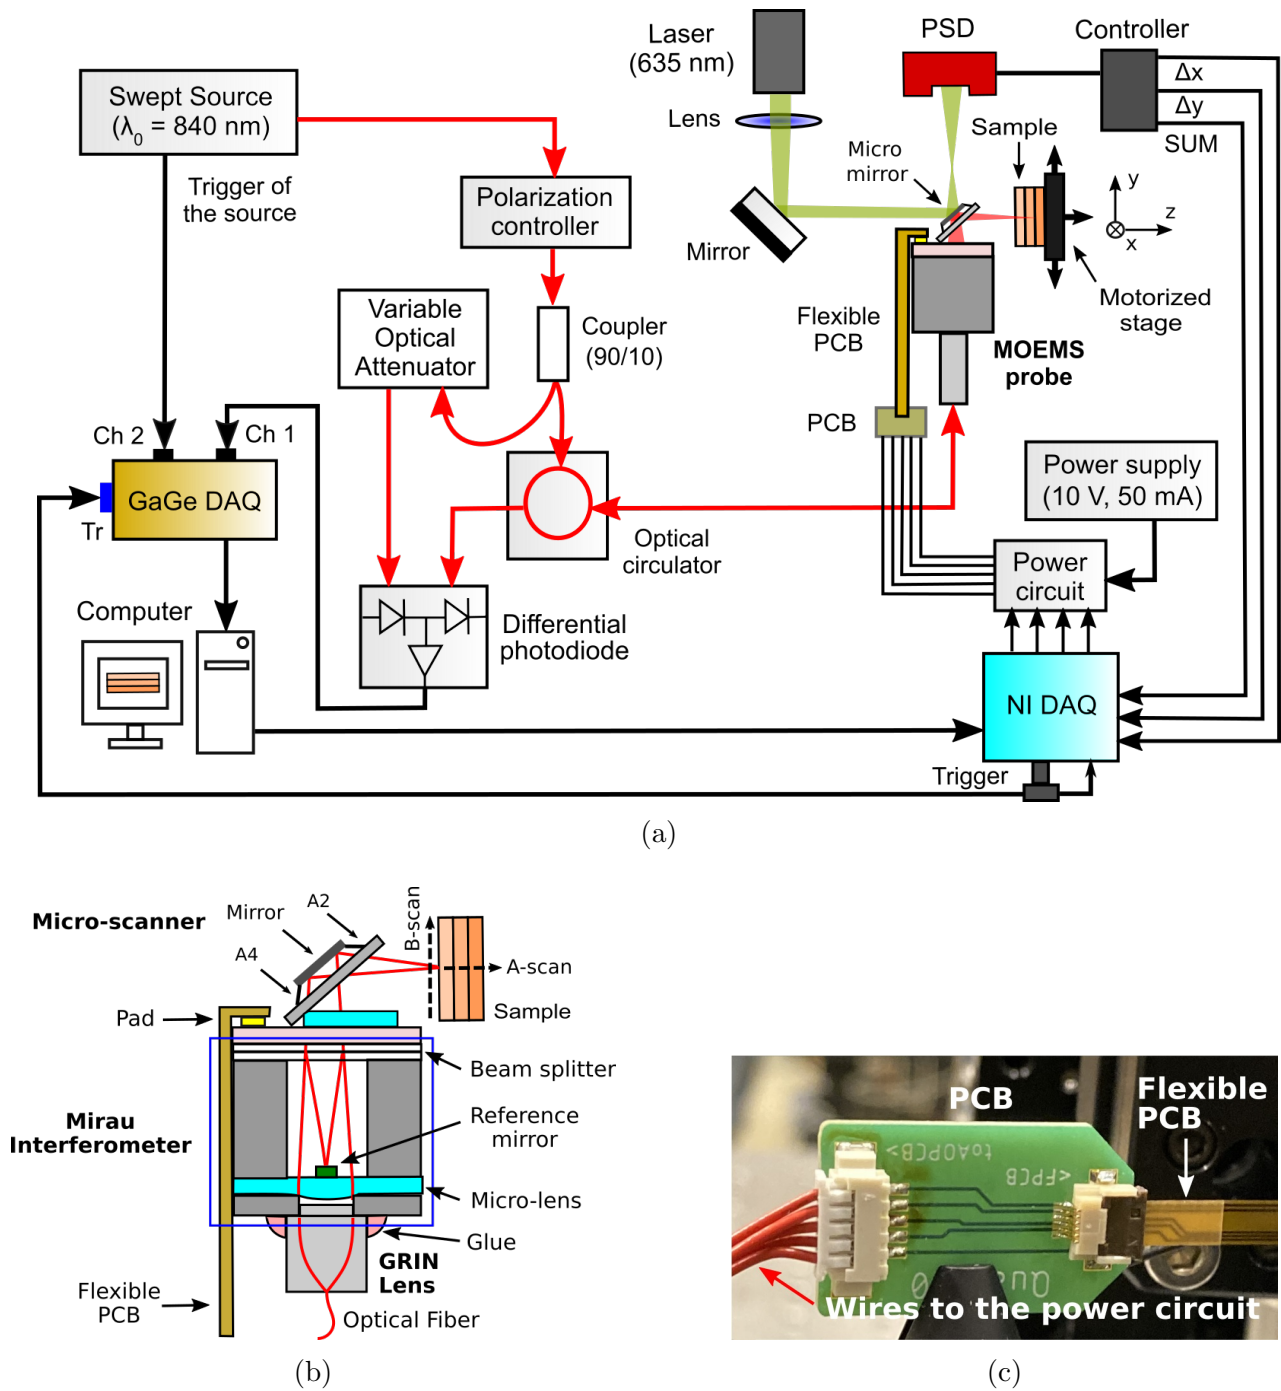 Swept Source
(λ0 = 840 nm)
Trigger of
the source
Polarization
controller
Variable
Optical
Attenuator
Coupler
(90/10)
Ch 2
Ch 1
GaGe DAQ
Tr
Optical
circulator
Computer
Differential
photodiode
Laser
(635 nm)
Lens
Mirror
PSD
Controller
Δx
Δy
SUM
Sample
Micro
mirror
y
z
x
Motorized
stage
Flexible
PCB
MOEMS
probe
PCB
Power supply
(10 V, 50 mA)
Power
circuit
NI DAQ
Trigger
(a)
Micro-scanner
Mirror
A2
A4
B-scan
A-scan
Sample
Pad
Beam splitter
Mirau
Interferometer
Reference
mirror
Micro-lens
Glue
GRIN
Lens
Flexible
PCB
Optical Fiber
(b)
PCB
Flexible
PCB
toAOPCB>
<FPCB
Wires to the power circuit
(c)